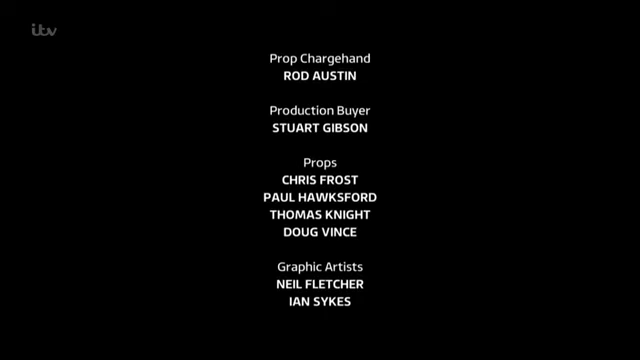 itv
Prop Chargehand
ROD AUSTIN
Production Buyer
STUART GIBSON
Props
CHRIS FROST
PAUL HAWKSFORD
THOMAS KNIGHT
DOUG VINCE
Graphic Artists
NEIL FLETCHER
IAN SYKES